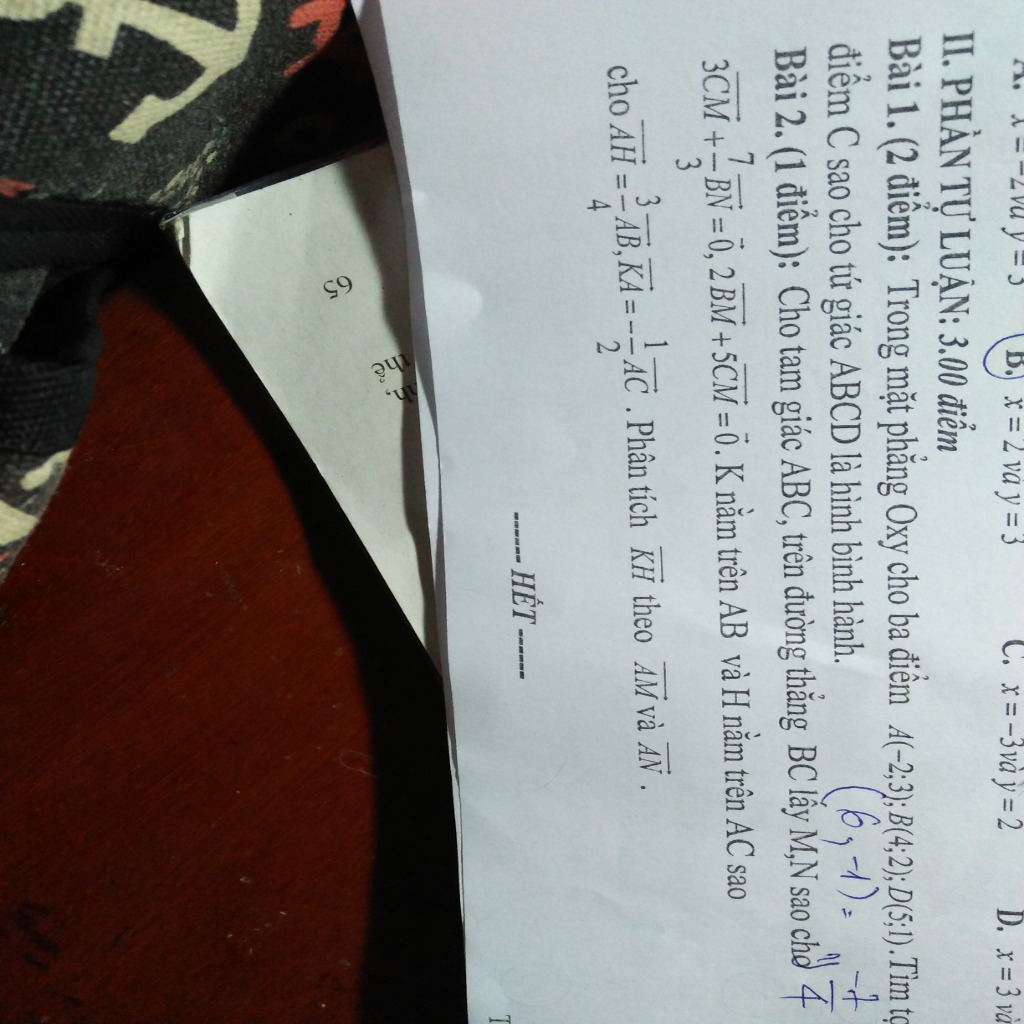 A. x = −2 và y = 3 B. x = 2 và y = 3 C. x = −3 và y = 2 D. x = 3 và
II. PHẦN TỰ LUẬN: 3.00 điểm
Bài 1. (2 điểm): Trong mặt phẳng Oxy cho ba điểm A(−2;3); B(4;2); D(5;1). Tìm
điểm C sao cho tứ giác ABCD là hình bình hành.
(6, -1) =
Bài 2. (1 điểm): Cho tam giác ABC, trên đường thẳng BC lấy M,N sao cho
3CM⃗ + 7/3 BN⃗ = 0⃗, 2BM⃗ + 5CM⃗ = 0⃗. K nằm trên AB và H nằm trên AC sao
cho AH⃗ = 3/4 AB⃗, KA⃗ = −1/2 AC⃗. Phân tích KH⃗ theo AM⃗ và AN⃗.
------ HẾT ------
65
thẻ